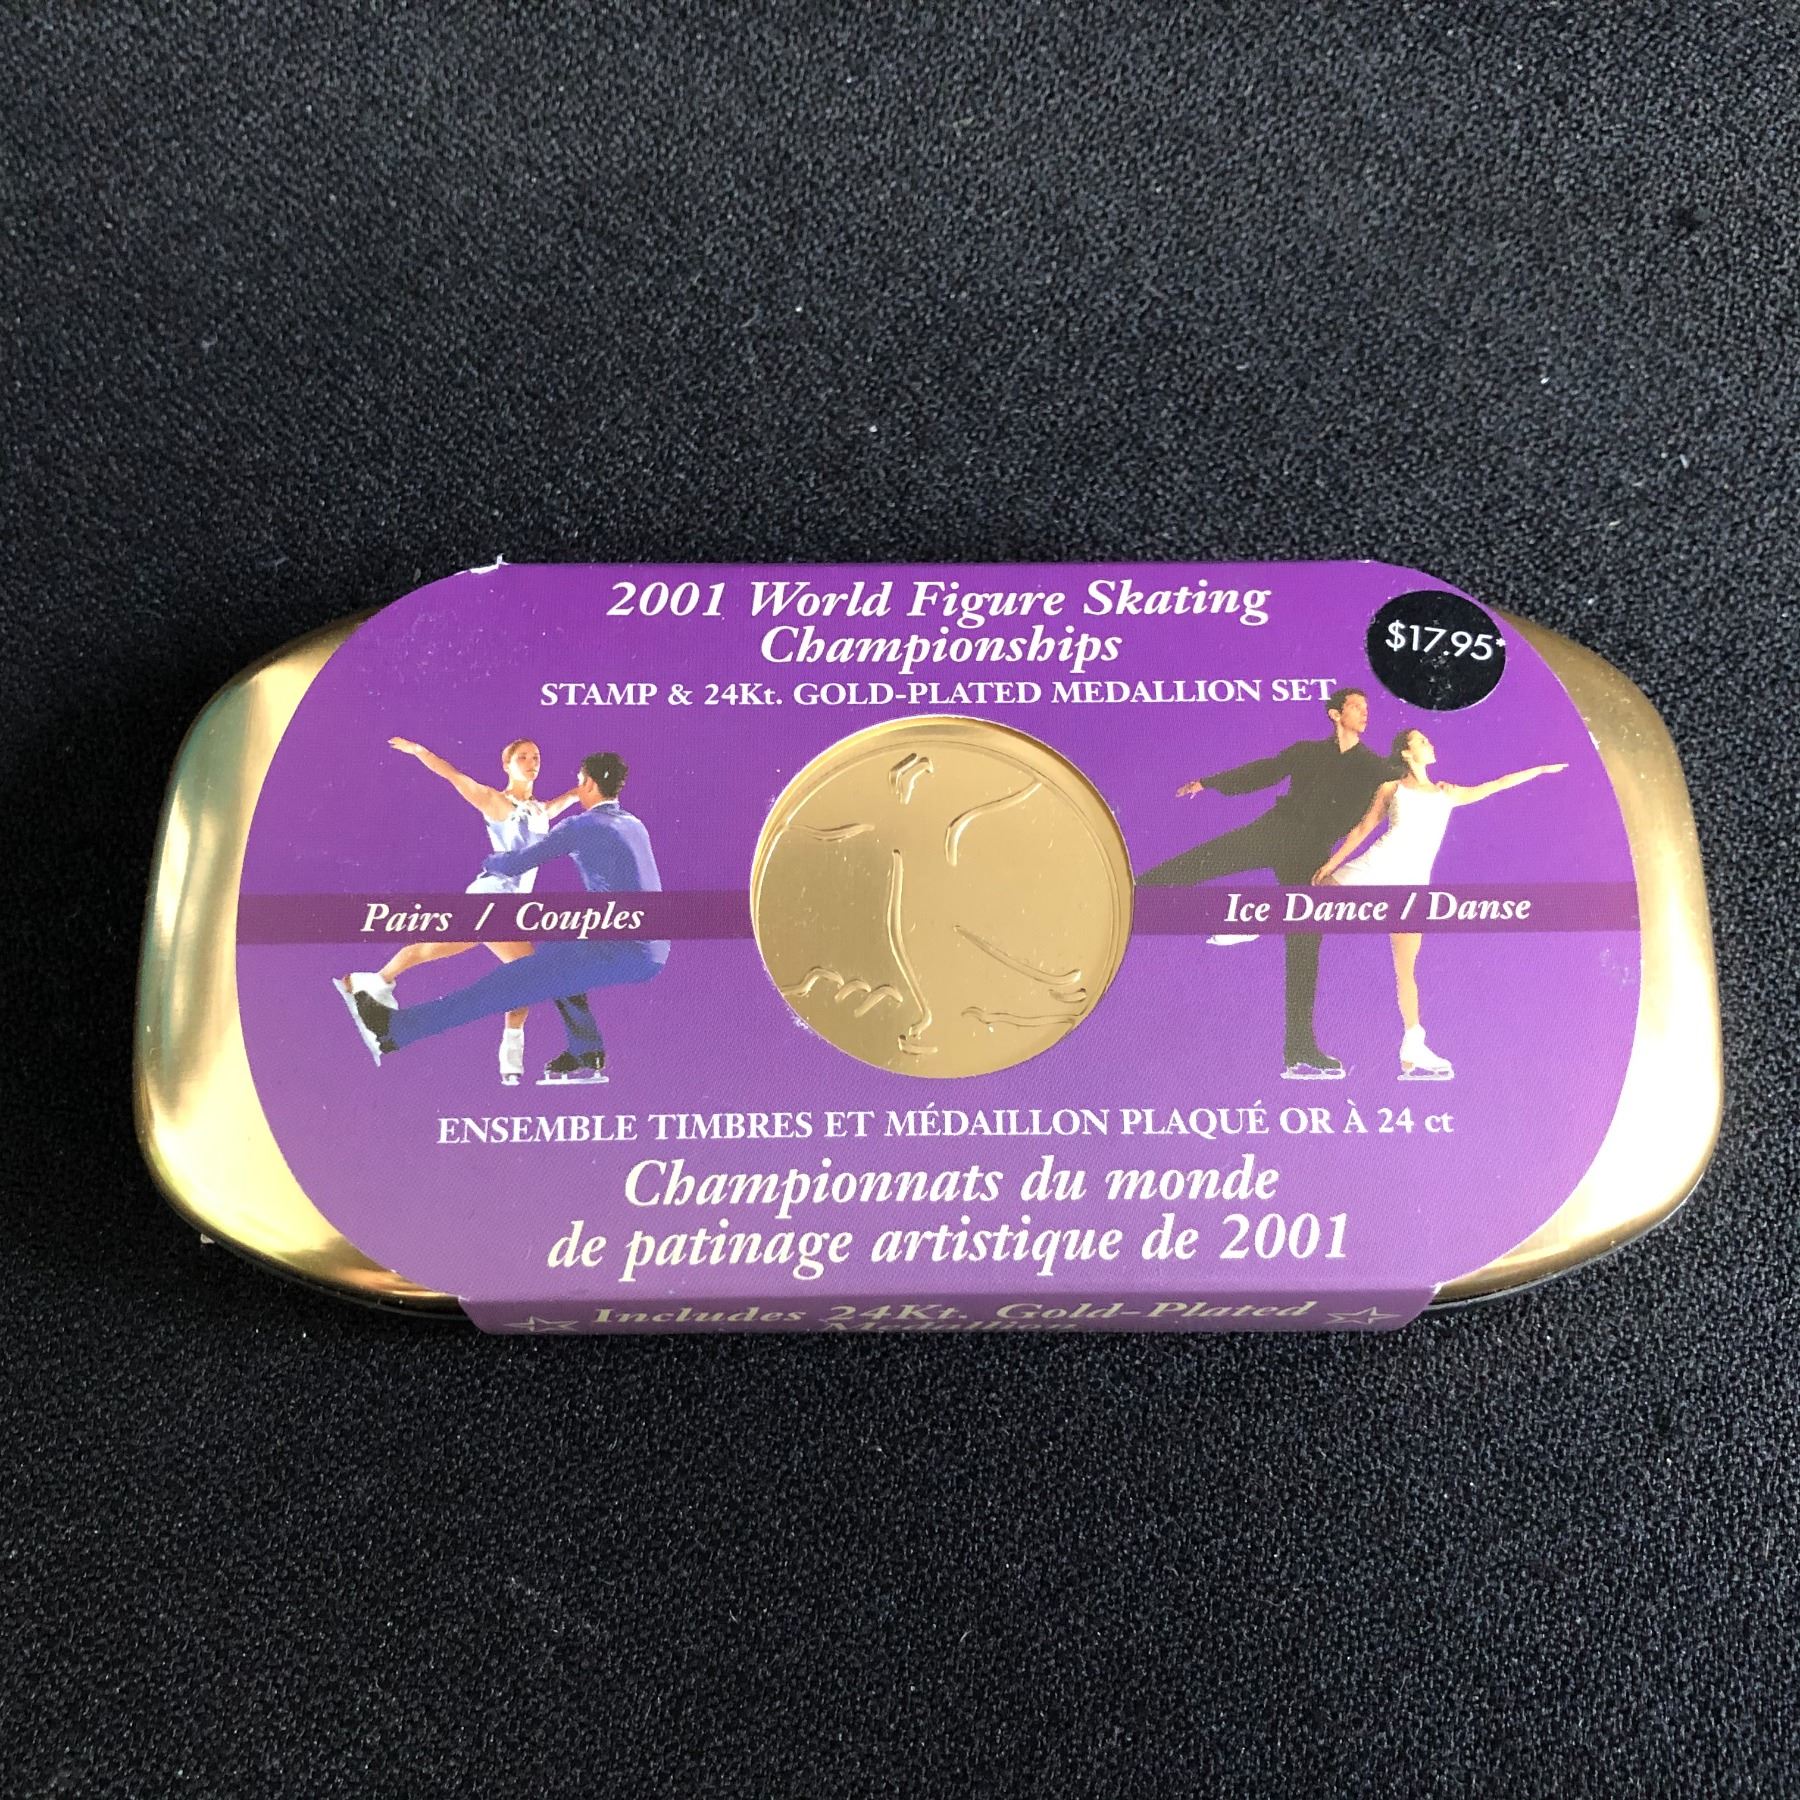 2001 World Figure Skating
Championships
STAMP & 24Kt. GOLD-PLATED MEDALLION SET
$17.95*
Pairs / Couples
Ice Dance / Danse
ENSEMBLE TIMBRES ET MÉDAILLON PLAQUÉ OR À 24 ct
Championnats du monde
de patinage artistique de 2001
Includes 24Kt. Gold-Plated
Medallion